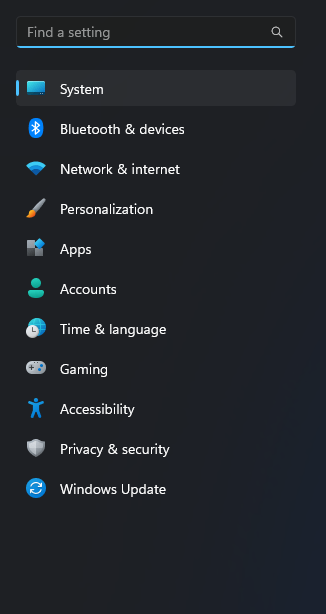 Find a setting
System
Bluetooth & devices
Network & internet
Personalization
Apps
Accounts
Time & language
Gaming
Accessibility
Privacy & security
Windows Update